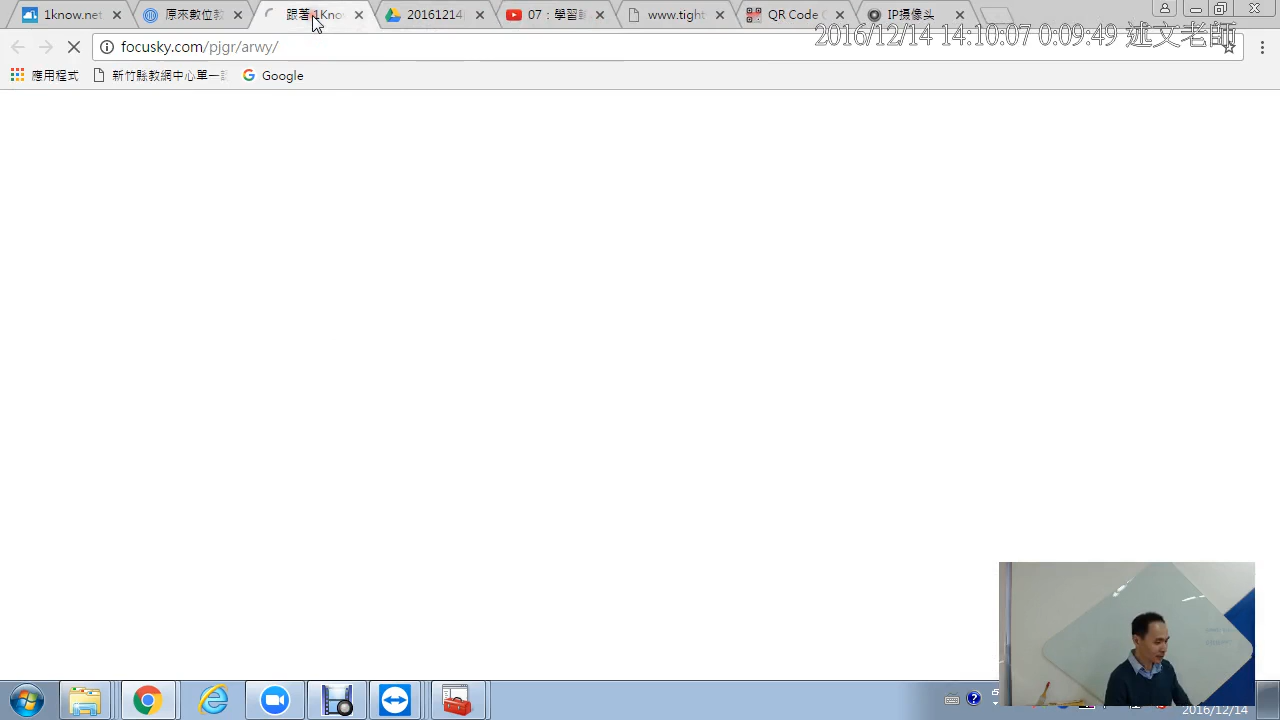 1know.net
原禾數位教
跟著1Kno
20161214
07：學習
www.tight
QR Code
IP摄像头
focusky.com/pjgr/arwy/
2016/12/14 14:10:07 0:09:49 述文老師
應用程式
新竹縣教網中心單一
Google
2016/12/14